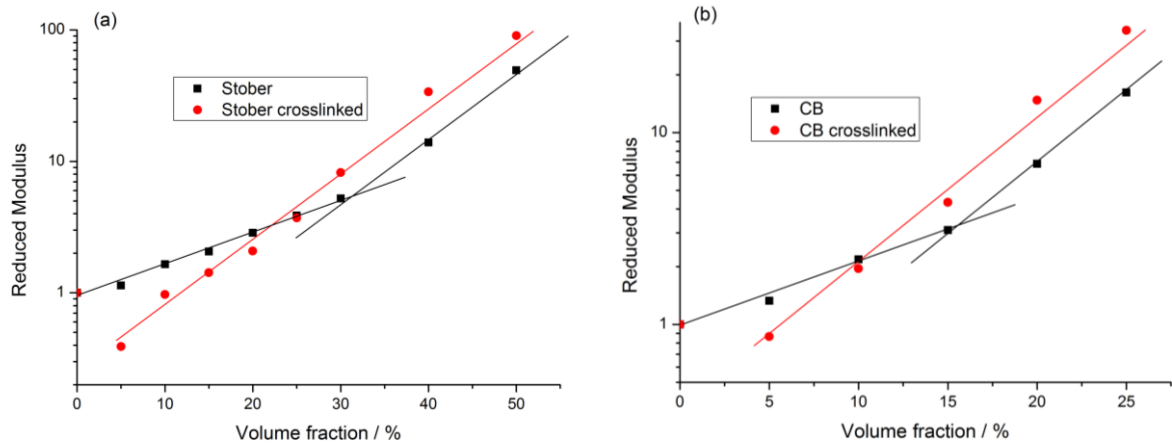 (a)
Stober
Stober crosslinked
Reduced Modulus
100
10
1
0 10 20 30 40 50
Volume fraction / %
(b)
CB
CB crosslinked
Reduced Modulus
10
1
0 5 10 15 20 25
Volume fraction / %